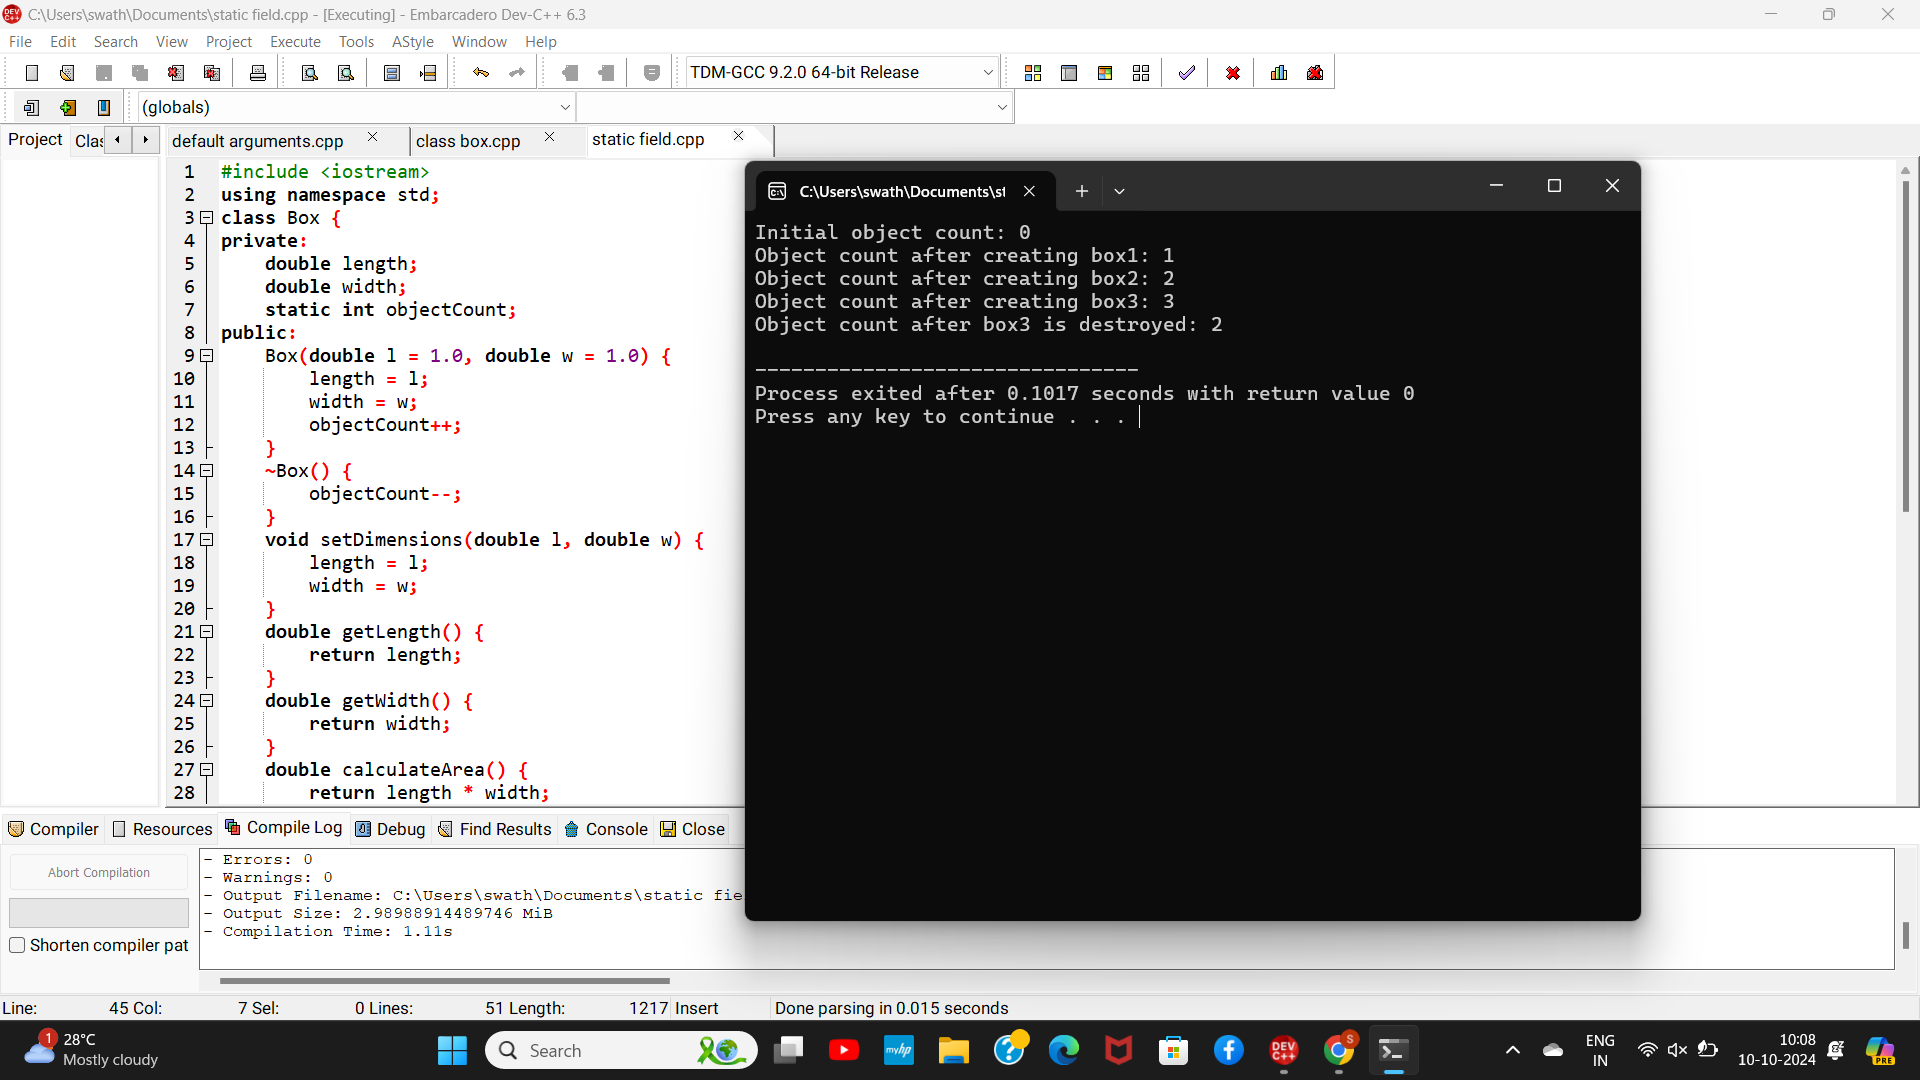 C:\Users\swath\Documents\static field.cpp - [Executing] - Embarcadero Dev-C++ 6.3
File Edit Search View Project Execute Tools AStyle Window Help
TDM-GCC 9.2.0 64-bit Release
(globals)
Project Clas
default arguments.cpp class box.cpp static field.cpp
1 #include <iostream>
2 using namespace std;
3 class Box {
4 private:
5 double length;
6 double width;
7 static int objectCount;
8 public:
9 Box(double l = 1.0, double w = 1.0) {
10 length = l;
11 width = w;
12 objectCount++;
13 }
14 ~Box() {
15 objectCount--;
16 }
17 void setDimensions(double l, double w) {
18 length = l;
19 width = w;
20 }
21 double getLength() {
22 return length;
23 }
24 double getWidth() {
25 return width;
26 }
27 double calculateArea() {
28 return length * width;
C:\Users\swath\Documents\st
Initial object count: 0
Object count after creating box1: 1
Object count after creating box2: 2
Object count after creating box3: 3
Object count after box3 is destroyed: 2
--------------------------------
Process exited after 0.1017 seconds with return value 0
Press any key to continue . . .
Compiler Resources Compile Log Debug Find Results Console Close
Abort Compilation
Shorten compiler pat
- Errors: 0
- Warnings: 0
- Output Filename: C:\Users\swath\Documents\static fie
- Output Size: 2.98988914489746 MiB
- Compilation Time: 1.11s
Line: 45 Col: 7 Sel: 0 Lines: 51 Length: 1217 Insert Done parsing in 0.015 seconds
1
28°C
Mostly cloudy
Search
myhp
DEV C++
S
ENG
IN
10:08
10-10-2024
PRE